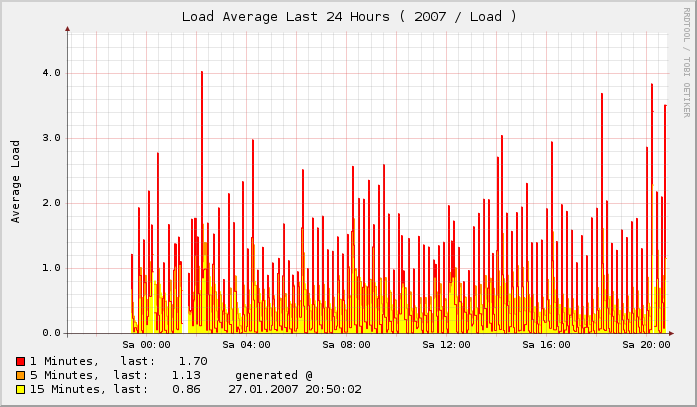 Load Average Last 24 Hours ( 2007 / Load )
RRDTOOL / TOBI OETIKER
Average Load
4.0
3.0
2.0
1.0
0.0
Sa 00:00 Sa 04:00 Sa 08:00 Sa 12:00 Sa 16:00 Sa 20:00
1 Minutes, last: 1.70
5 Minutes, last: 1.13 generated @
15 Minutes, last: 0.86 27.01.2007 20:50:02